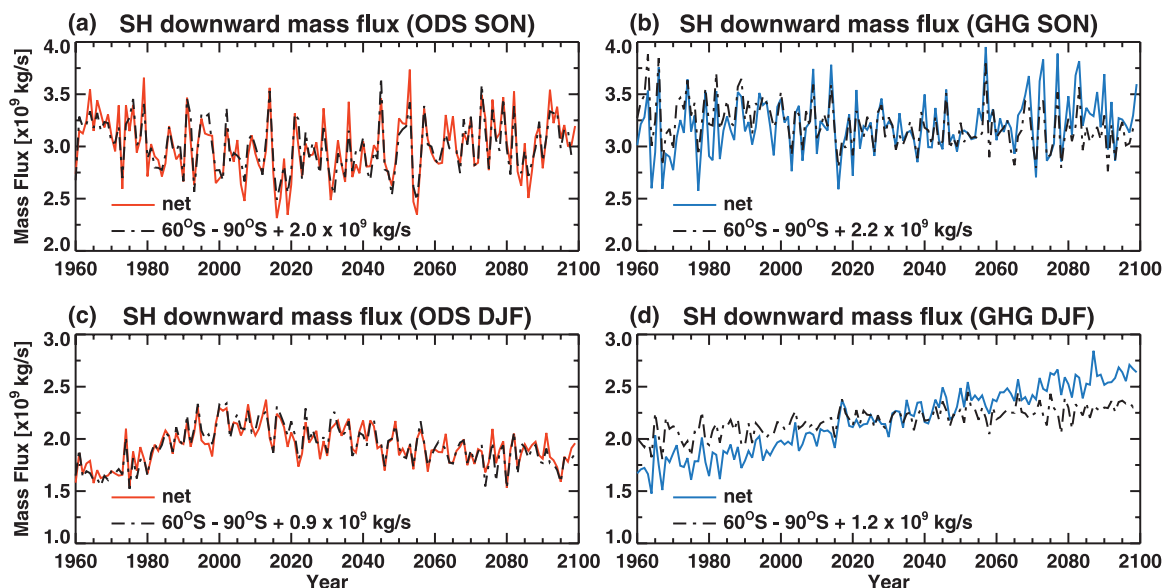 (a) SH downward mass flux (ODS SON)
Mass Flux [x10⁹ kg/s]
4.0
3.5
3.0
2.5
2.0
net
60°S - 90°S + 2.0 x 10⁹ kg/s
1960 1980 2000 2020 2040 2060 2080 2100
(b) SH downward mass flux (GHG SON)
4.0
3.5
3.0
2.5
2.0
net
60°S - 90°S + 2.2 x 10⁹ kg/s
1960 1980 2000 2020 2040 2060 2080 2100
(c) SH downward mass flux (ODS DJF)
Mass Flux [x10⁹ kg/s]
3.0
2.5
2.0
1.5
1.0
net
60°S - 90°S + 0.9 x 10⁹ kg/s
1960 1980 2000 2020 2040 2060 2080 2100
Year
(d) SH downward mass flux (GHG DJF)
3.0
2.5
2.0
1.5
1.0
net
60°S - 90°S + 1.2 x 10⁹ kg/s
1960 1980 2000 2020 2040 2060 2080 2100
Year